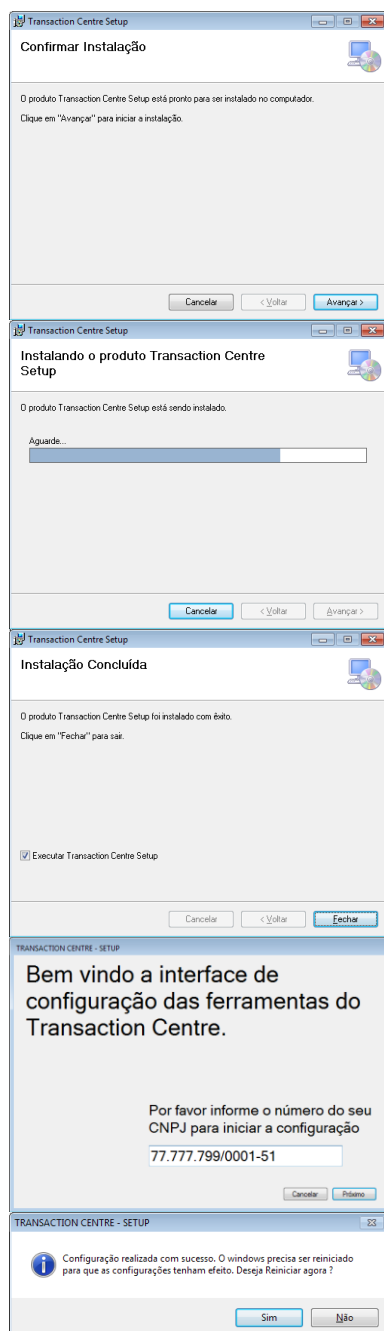 Transaction Centre Setup
Confirmar Instalação
O produto Transaction Centre Setup está pronto para ser instalado no computador.
Clique em "Avançar" para iniciar a instalação.
Cancelar < Voltar Avançar >
Transaction Centre Setup
Instalando o produto Transaction Centre
Setup
O produto Transaction Centre Setup está sendo instalado.
Aguarde...
Cancelar < Voltar Avançar >
Transaction Centre Setup
Instalação Concluída
O produto Transaction Centre Setup foi instalado com êxito.
Clique em "Fechar" para sair.
Executar Transaction Centre Setup
Cancelar < Voltar Fechar
TRANSACTION CENTRE - SETUP
Bem vindo a interface de
configuração das ferramentas do
Transaction Centre.
Por favor informe o número do seu
CNPJ para iniciar a configuração
77.777.799/0001-51
Cancelar Próximo
TRANSACTION CENTRE - SETUP
Configuração realizada com sucesso. O windows precisa ser reiniciado
para que as configurações tenham efeito. Deseja Reiniciar agora ?
Sim Não